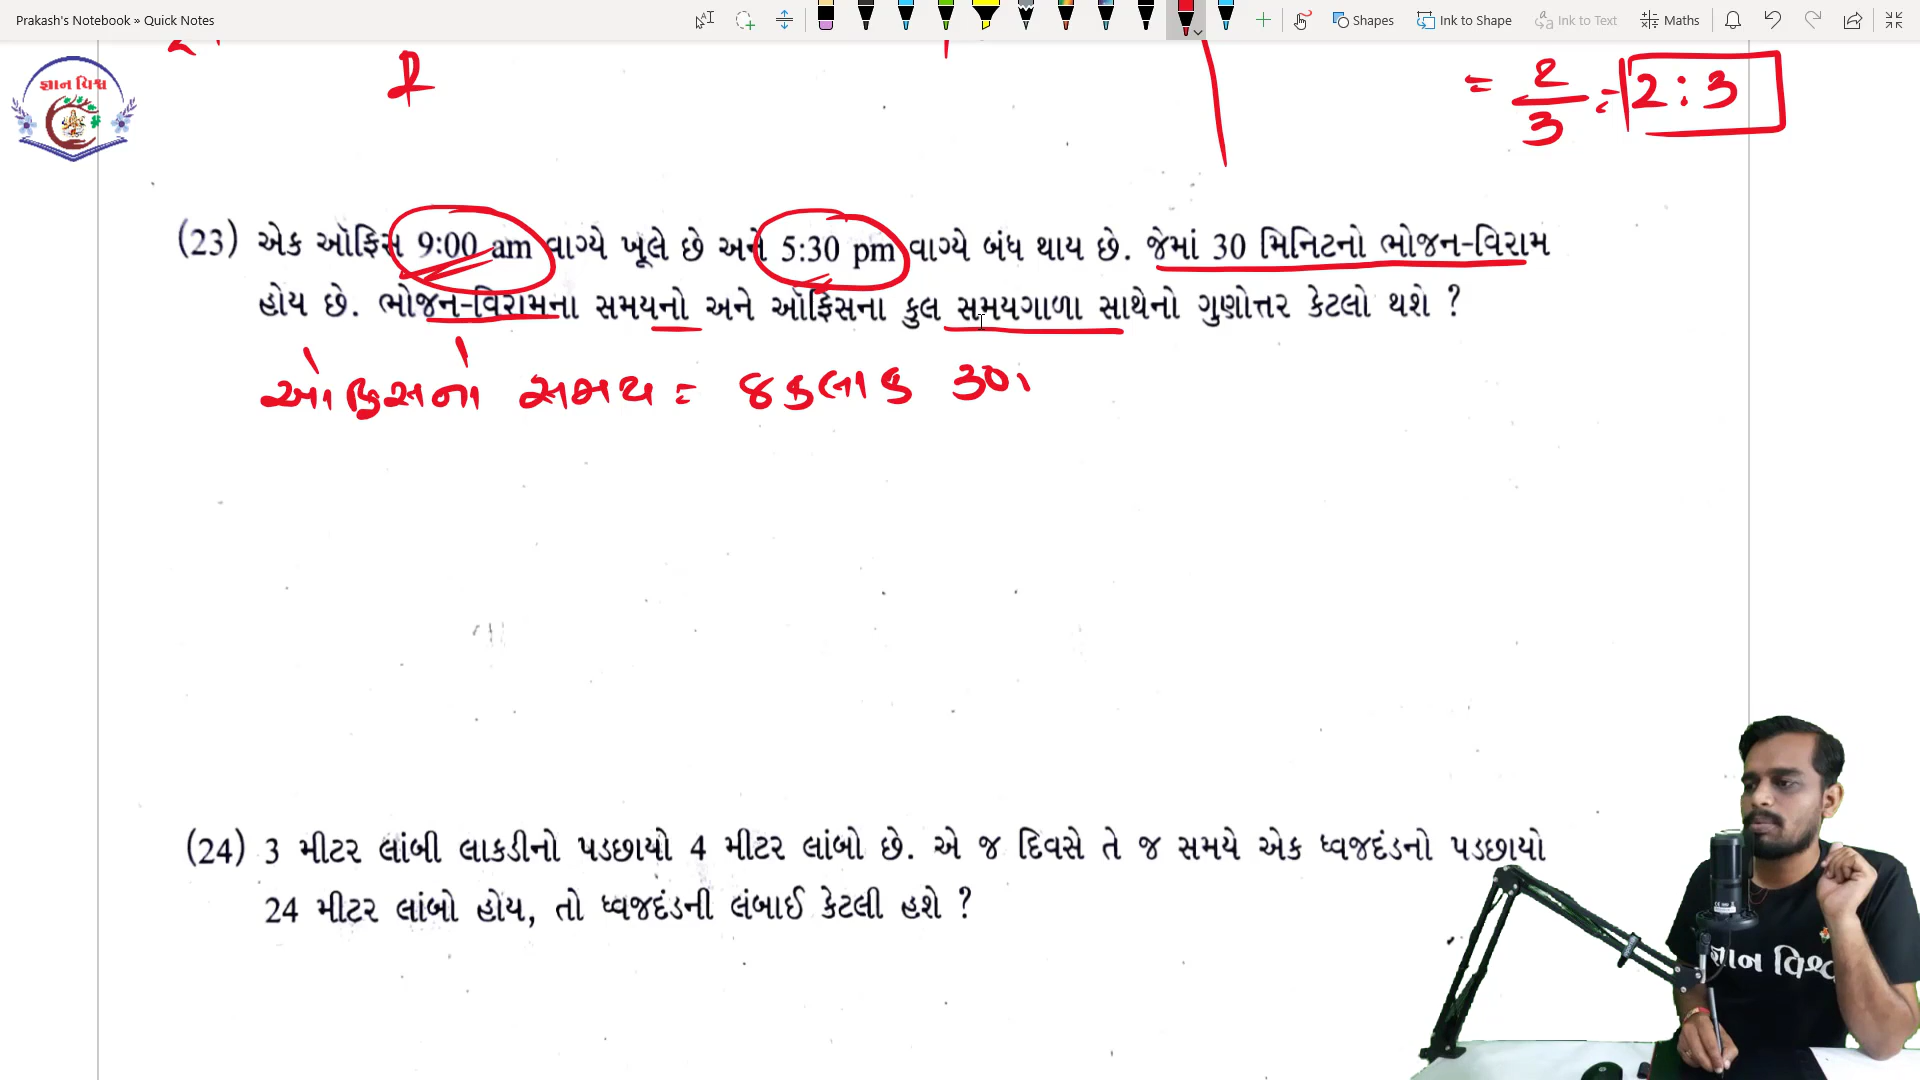 Prakash's Notebook » Quick Notes
Shapes
Ink to Shape
Ink to Text
Maths
જ્ઞાન વિશ્વ
= 2/3 = 2 : 3
(23) એક ઑફિસ 9:00 am વાગ્યે ખૂલે છે અને 5:30 pm વાગ્યે બંધ થાય છે. જેમાં 30 મિનિટનો ભોજન-વિરામ
હોય છે. ભોજન-વિરામના સમયનો અને ઑફિસના કુલ સમયગાળા સાથેનો ગુણોત્તર કેટલો થશે ?
ઓફિસનો સમય = 8 કલાક 30
(24) 3 મીટર લાંબી લાકડીનો પડછાયો 4 મીટર લાંબો છે. એ જ દિવસે તે જ સમયે એક ધ્વજદંડનો પડછાયો
24 મીટર લાંબો હોય, તો ધ્વજદંડની લંબાઈ કેટલી હશે ?
જ્ઞાન વિશ્વ